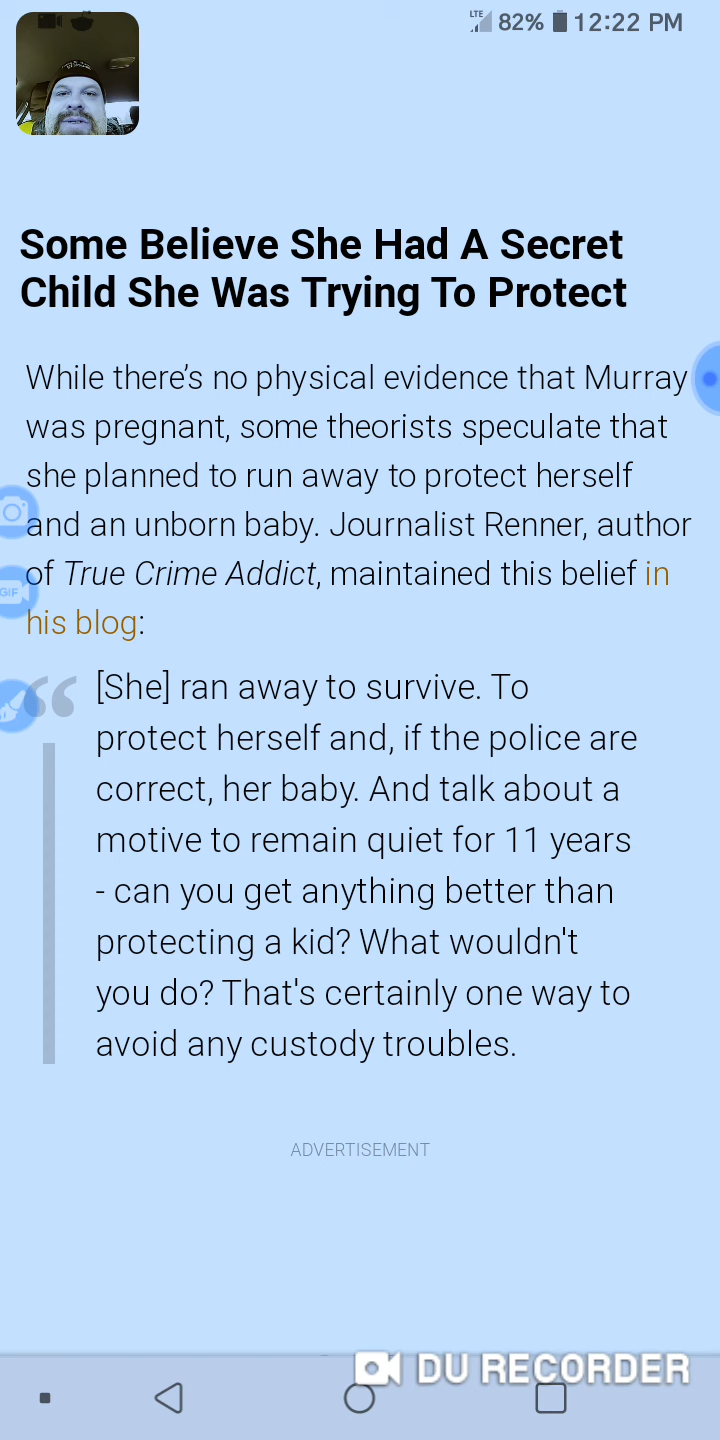 LTE 82% 12:22 PM
Some Believe She Had A Secret
Child She Was Trying To Protect
While there’s no physical evidence that Murray
was pregnant, some theorists speculate that
she planned to run away to protect herself
and an unborn baby. Journalist Renner, author
of True Crime Addict, maintained this belief in
his blog:
GIF
“ [She] ran away to survive. To
protect herself and, if the police are
correct, her baby. And talk about a
motive to remain quiet for 11 years
- can you get anything better than
protecting a kid? What wouldn't
you do? That's certainly one way to
avoid any custody troubles.
ADVERTISEMENT
DU RECORDER